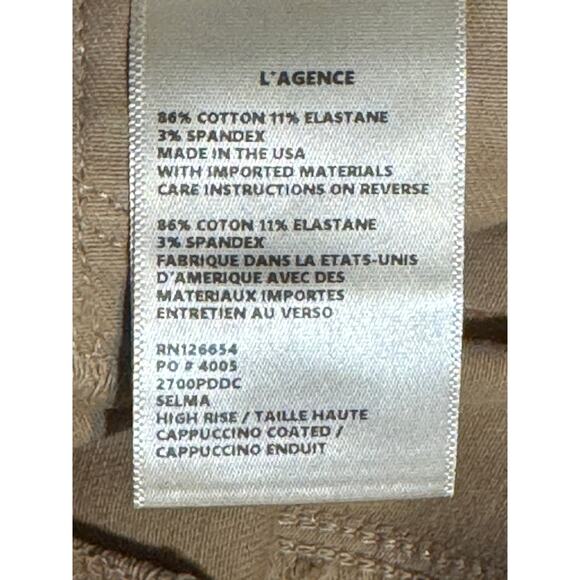 L'AGENCE
86% COTTON 11% ELASTANE
3% SPANDEX
MADE IN THE USA
WITH IMPORTED MATERIALS
CARE INSTRUCTIONS ON REVERSE
86% COTON 11% ELASTANE
3% SPANDEX
FABRIQUE DANS LA ETATS-UNIS
D'AMERIQUE AVEC DES
MATERIAUX IMPORTES
ENTRETIEN AU VERSO
RN126654
PO # 4005
2700PDDC
SELMA
HIGH RISE / TAILLE HAUTE
CAPPUCCINO COATED /
CAPPUCCINO ENDUIT